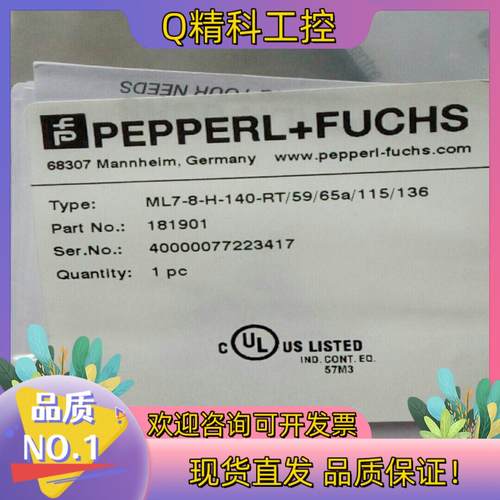 Q精科工控
YOUR NEEDS
PEPPERL+FUCHS
68307 Mannheim, Germany www.pepperl-fuchs.com
Type: ML7-8-H-140-RT/59/65a/115/136
Part No.: 181901
Ser.No.: 40000077223417
Quantity: 1 pc
C UL US LISTED
IND. CONT. EQ.
57M3
品质
NO.1
欢迎咨询可开发票
现货直发 品质保证!